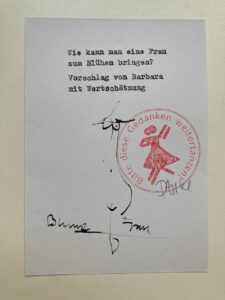 Wie kann man eine Frau
zum Blühen bringen?
Vorschlag von Barbara
mit Wertschätzung
Bitte diese Gedanken weitertanzen!
DANKE
Blume Frau